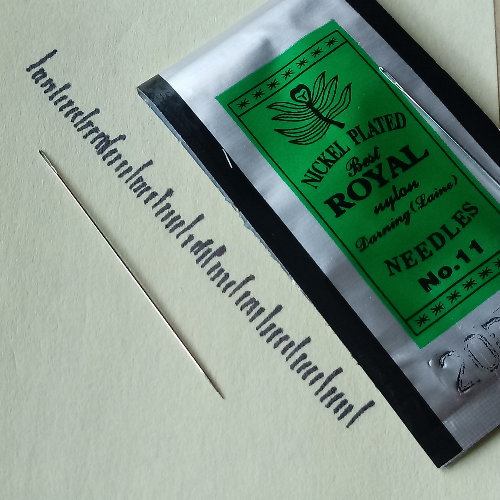 NICKEL PLATED
Best
ROYAL
nylon
Darning (Laine)
NEEDLES
No.11